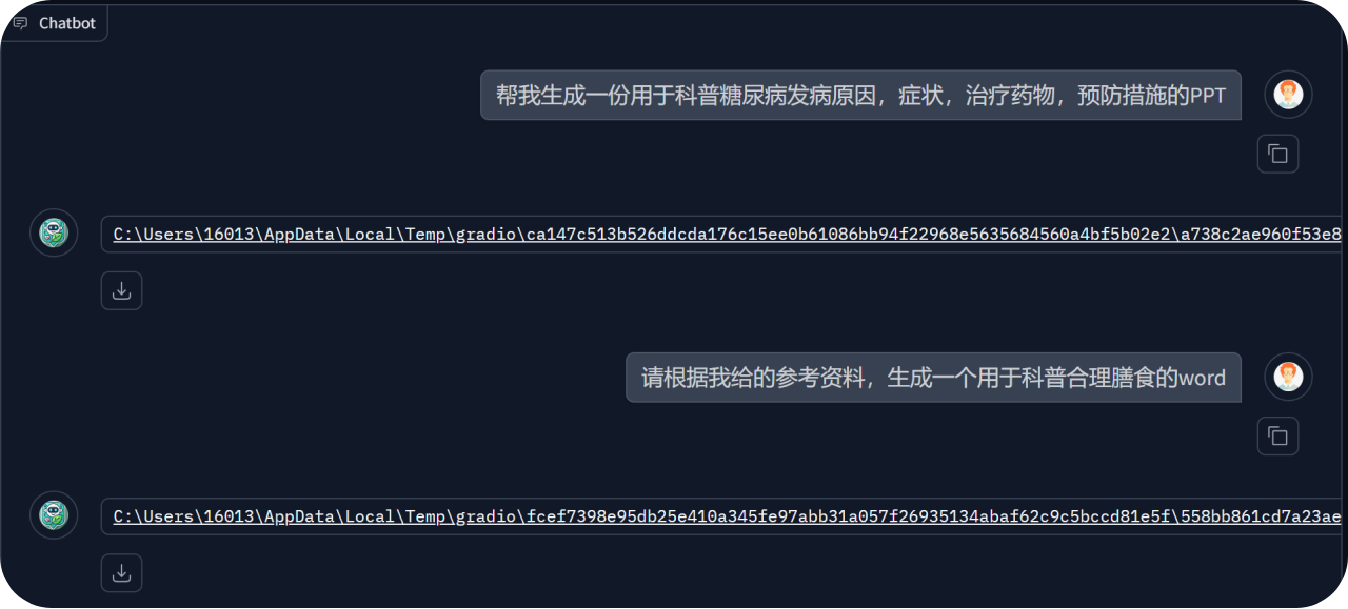 Chatbot
帮我生成一份用于科普糖尿病发病原因，症状，治疗药物，预防措施的PPT
C:\Users\16013\AppData\Local\Temp\gradio\ca147c513b526ddcda176c15ee0b61086bb94f22968e5635684560a4bf5b02e2\a738c2ae960f53e8
请根据我给的参考资料，生成一个用于科普合理膳食的word
C:\Users\16013\AppData\Local\Temp\gradio\fcef7398e95db25e410a345fe97abb31a057f26935134abaf62c9c5bccd81e5f\558bb861cd7a23ae